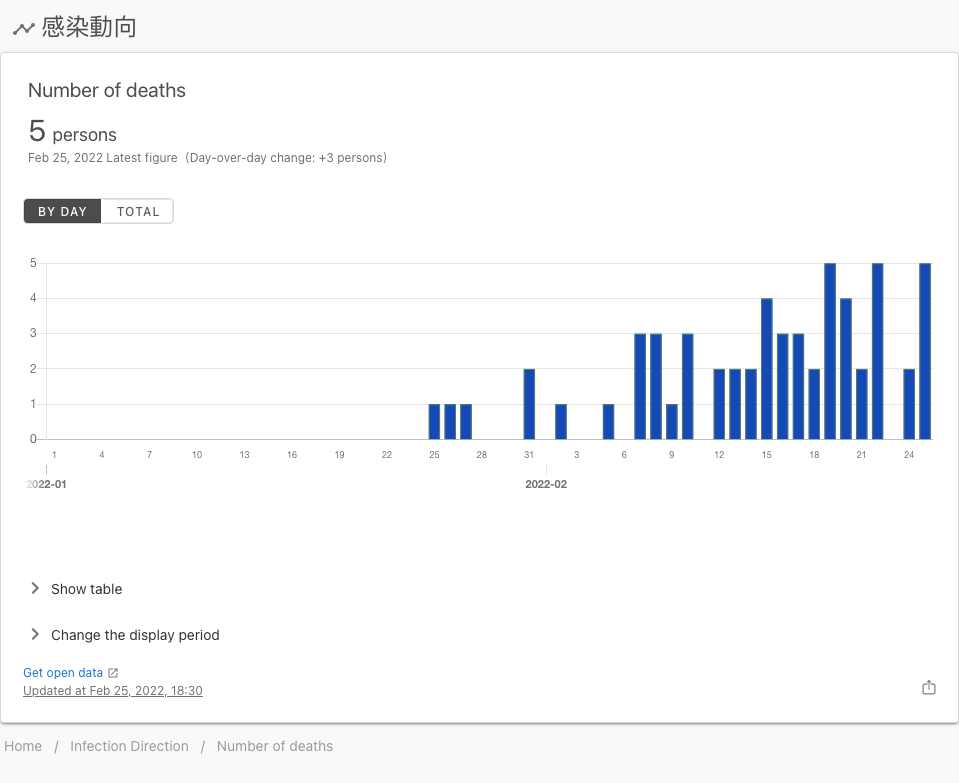 感染動向
Number of deaths
5 persons
Feb 25, 2022 Latest figure (Day-over-day change: +3 persons)
BY DAY TOTAL
5
4
3
2
1
0
1 4 7 10 13 16 19 22 25 28 31 3 6 9 12 15 18 21 24
2022-01 2022-02
Show table
Change the display period
Get open data
Updated at Feb 25, 2022, 18:30
Home / Infection Direction / Number of deaths